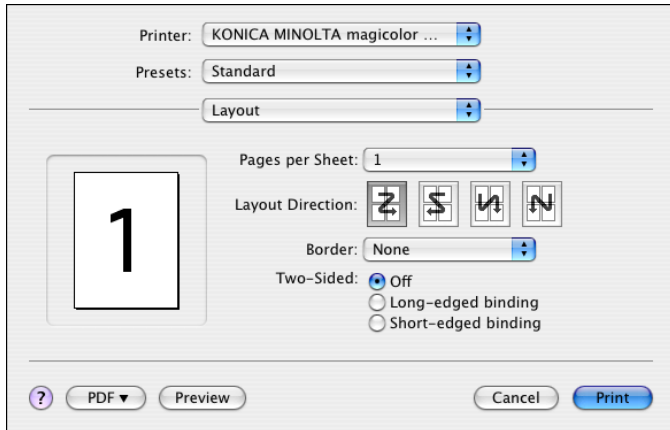 Printer: KONICA MINOLTA magicolor ...
Presets: Standard
Layout
Pages per Sheet: 1
Layout Direction:
Border: None
Two-Sided: Off
Long-edged binding
Short-edged binding
1
? PDF▼ Preview Cancel Print